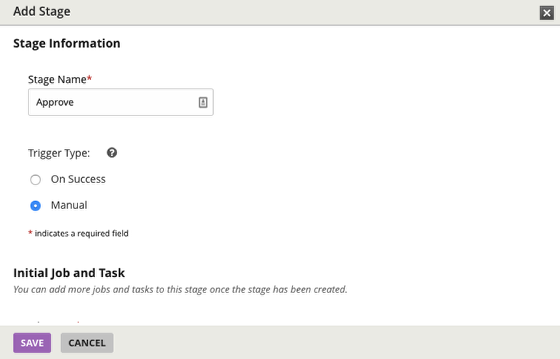 Add Stage
Stage Information
Stage Name*
Approve
Trigger Type:
On Success
Manual
* indicates a required field
Initial Job and Task
You can add more jobs and tasks to this stage once the stage has been created.
SAVE CANCEL